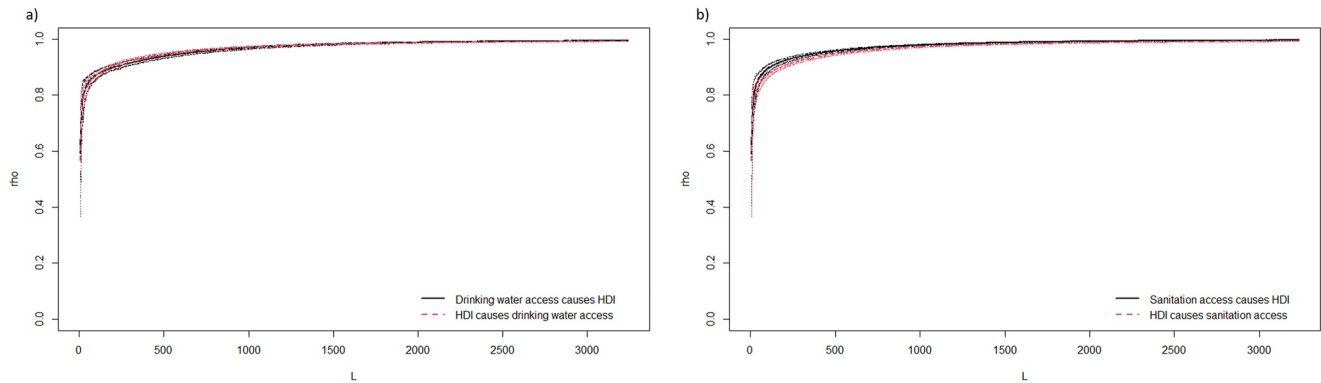 a)
1.0
0.8
0.6
0.4
0.2
0.0
rho
Drinking water access causes HDI
HDI causes drinking water access
0 500 1000 1500 2000 2500 3000
L
b)
1.0
0.8
0.6
0.4
0.2
0.0
rho
Sanitation access causes HDI
HDI causes sanitation access
0 500 1000 1500 2000 2500 3000
L